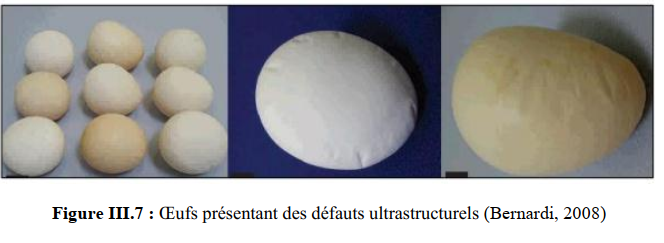 Figure III.7 : Œufs présentant des défauts ultrastructurels (Bernardi, 2008)